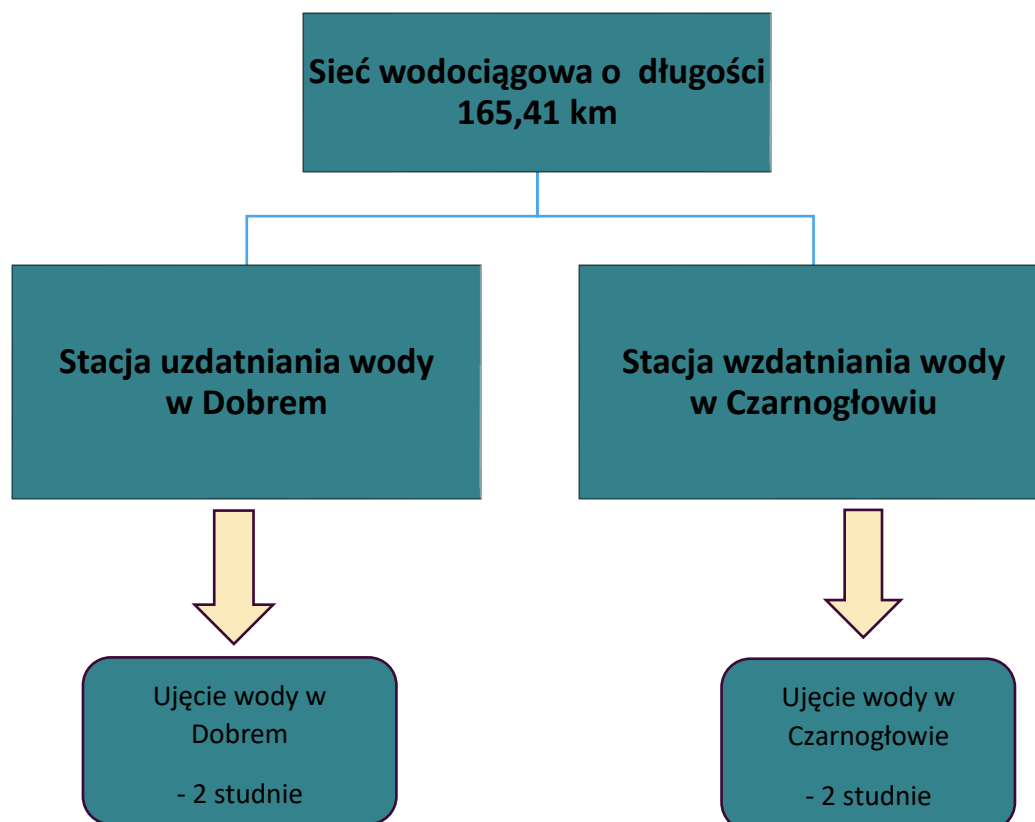 Sieć wodociągowa o długości
165,41 km
Stacja uzdatniania wody
w Dobrem
Stacja wzdatniania wody
w Czarnogłowiu
Ujęcie wody w
Dobrem
- 2 studnie
Ujęcie wody w
Czarnogłowie
- 2 studnie